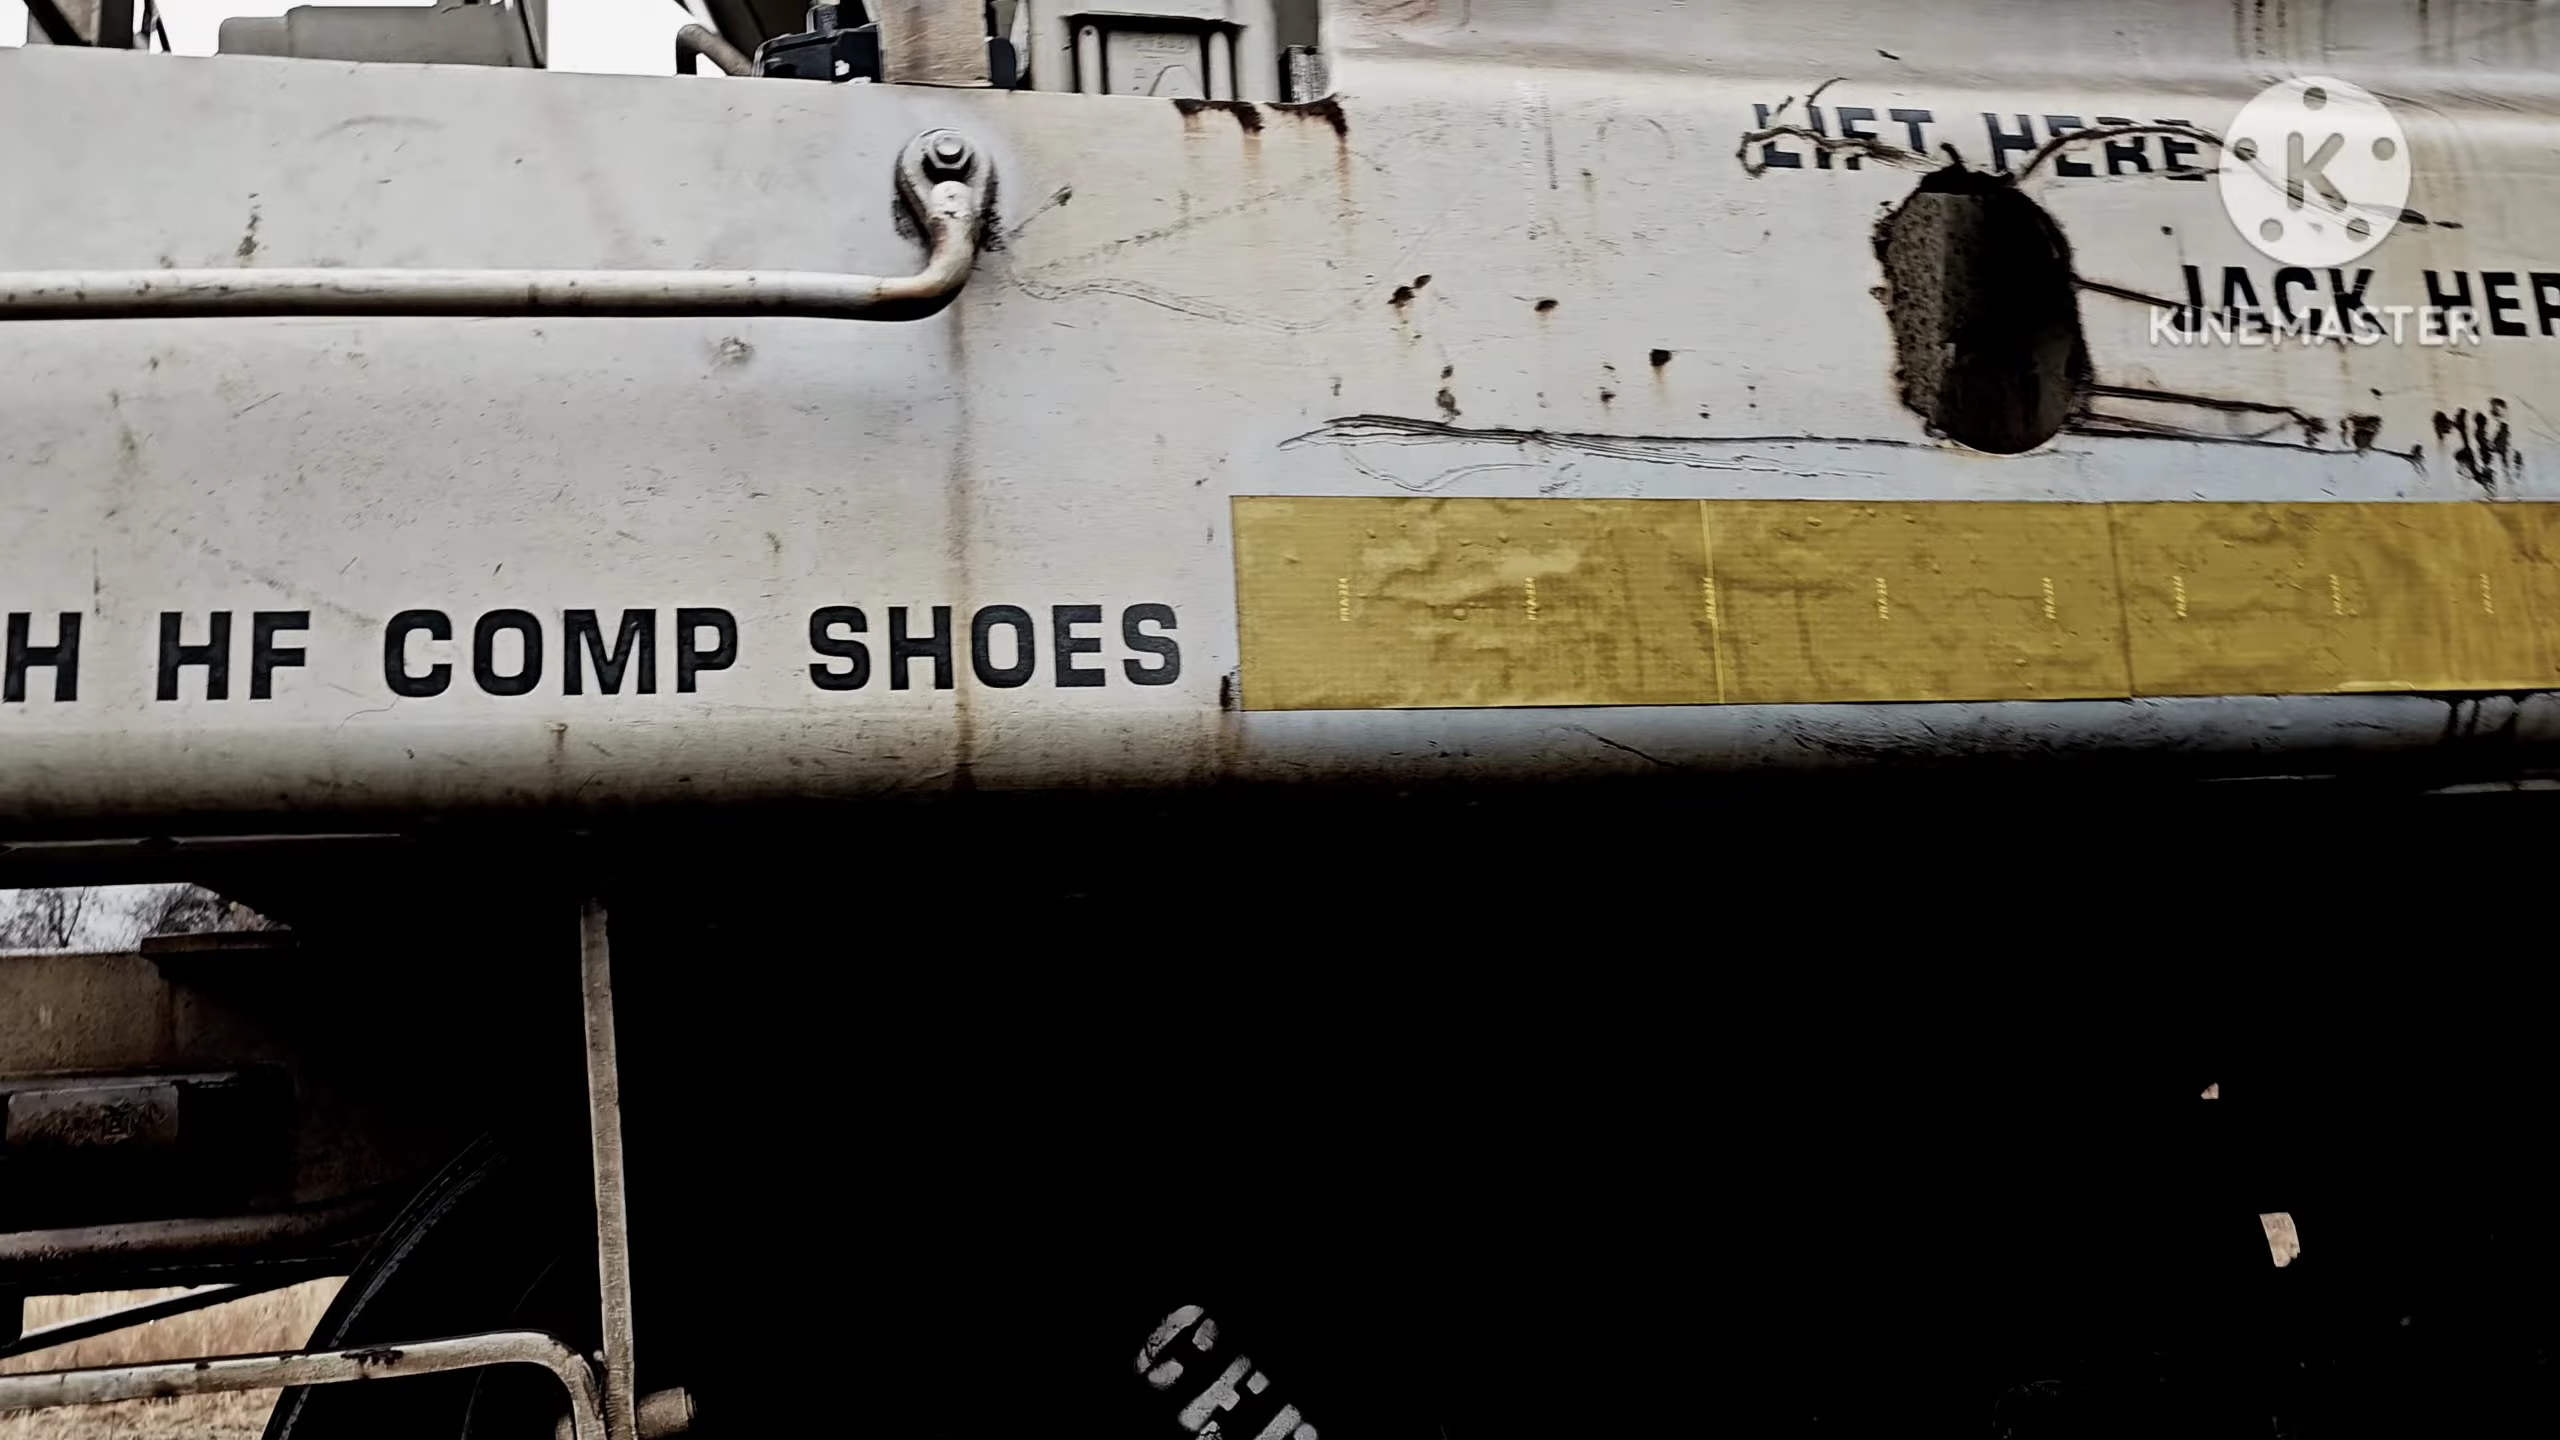 LIFT HERE
K
JACK HER
KINEMASTER
H HF COMP SHOES